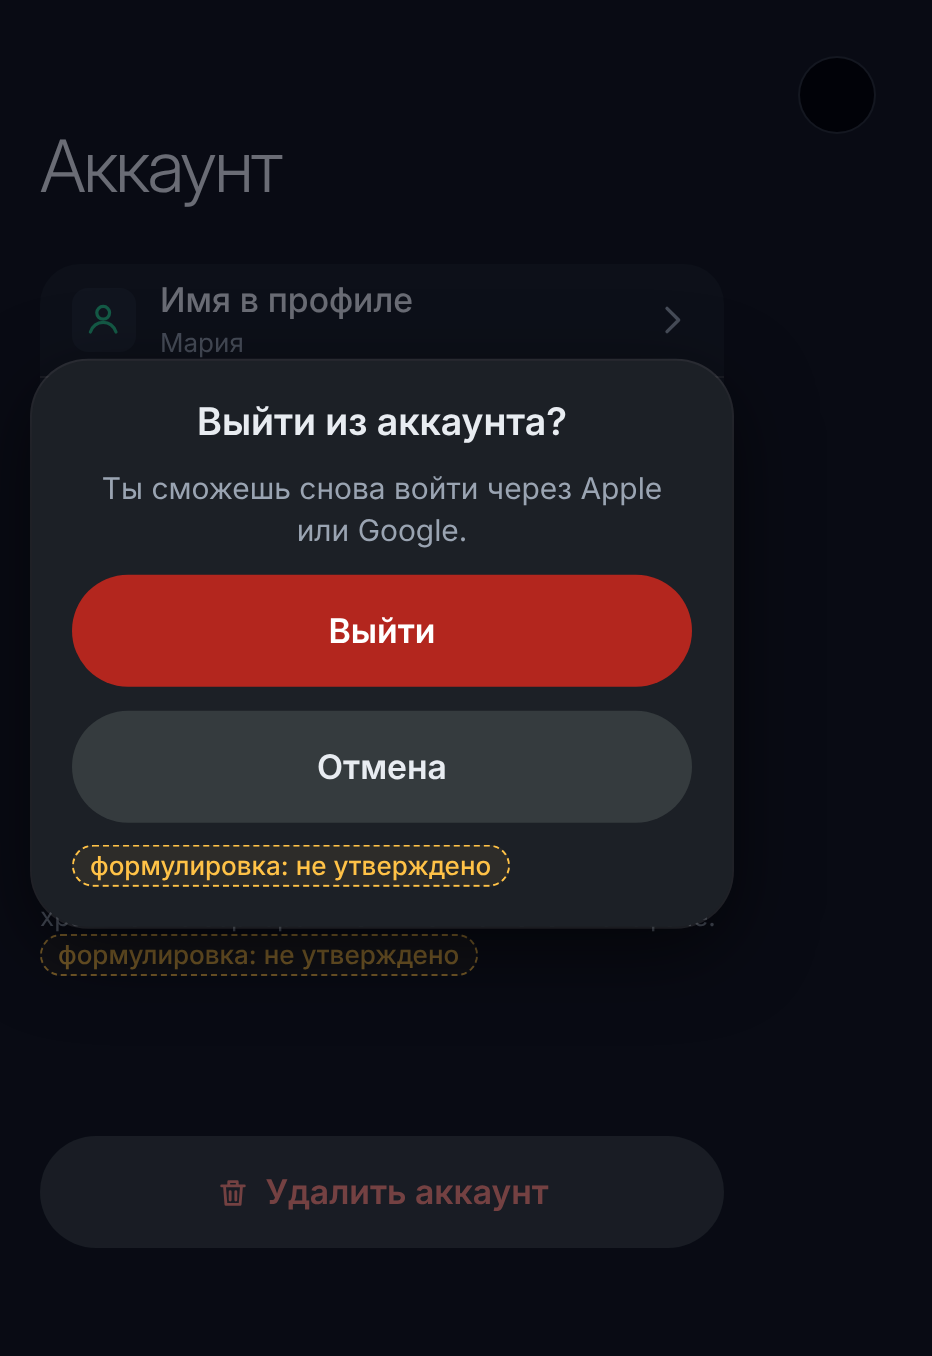 Аккаунт
Имя в профиле
Мария
Выйти из аккаунта?
Ты сможешь снова войти через Apple
или Google.
Выйти
Отмена
формулировка: не утверждено
формулировка: не утверждено
Удалить аккаунт